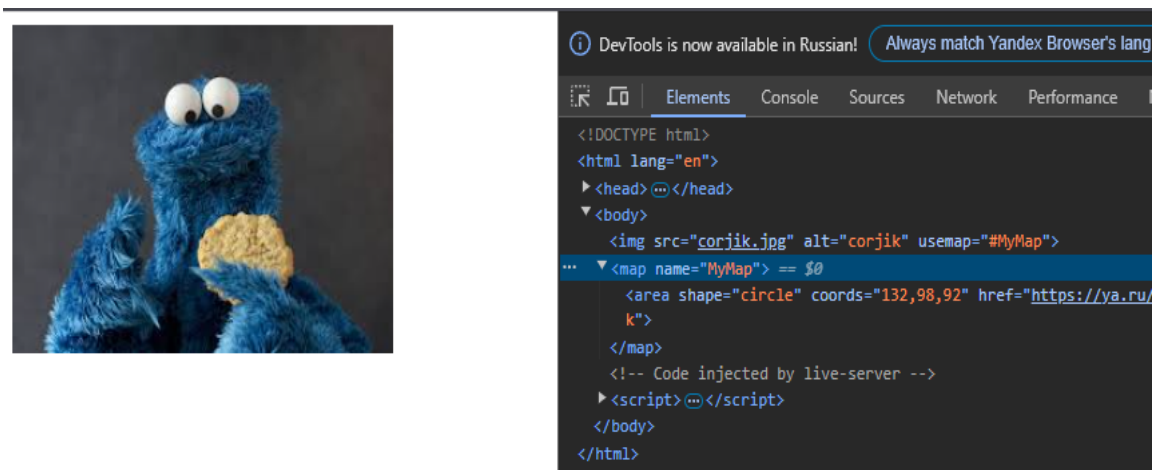 DevTools is now available in Russian! Always match Yandex Browser's lang
Elements Console Sources Network Performance
<!DOCTYPE html>
<html lang="en">
<head>⋯</head>
<body>
<img src="corjik.jpg" alt="corjik" usemap="#MyMap">
⋯ <map name="MyMap"> == $0
<area shape="circle" coords="132,98,92" href="https://ya.ru/
k">
</map>
<!-- Code injected by live-server -->
<script>⋯</script>
</body>
</html>